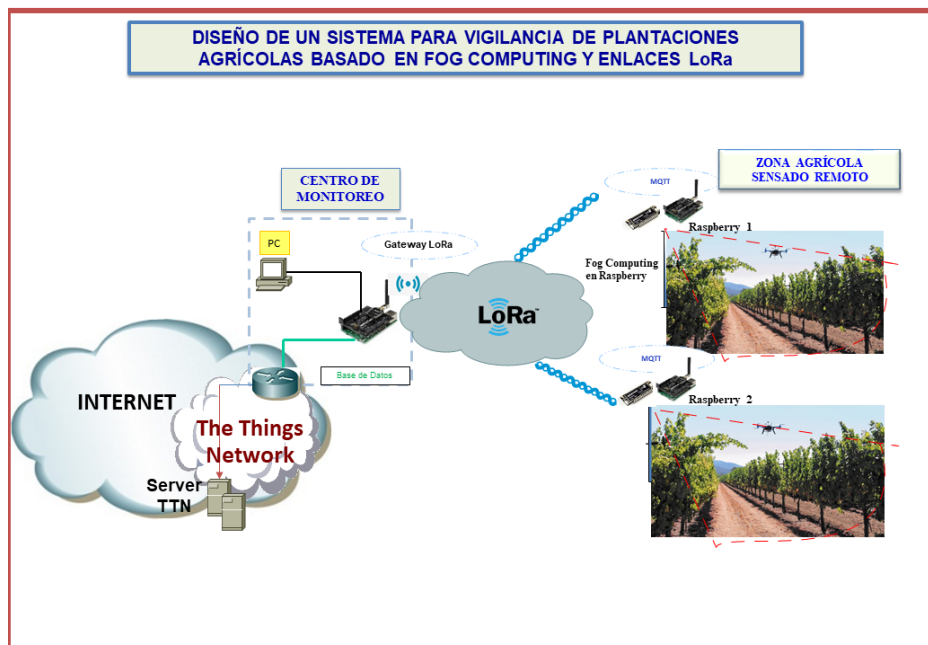 DISEÑO DE UN SISTEMA PARA VIGILANCIA DE PLANTACIONES
AGRÍCOLAS BASADO EN FOG COMPUTING Y ENLACES LoRa
ZONA AGRÍCOLA
SENSADO REMOTO
CENTRO DE
MONITOREO
MQTT
PC
Gateway LoRa
Raspberry 1
Fog Computing
en Raspberry
LoRa™
MQTT
Base de Datos
Raspberry 2
INTERNET
The Things
Network
Server
TTN